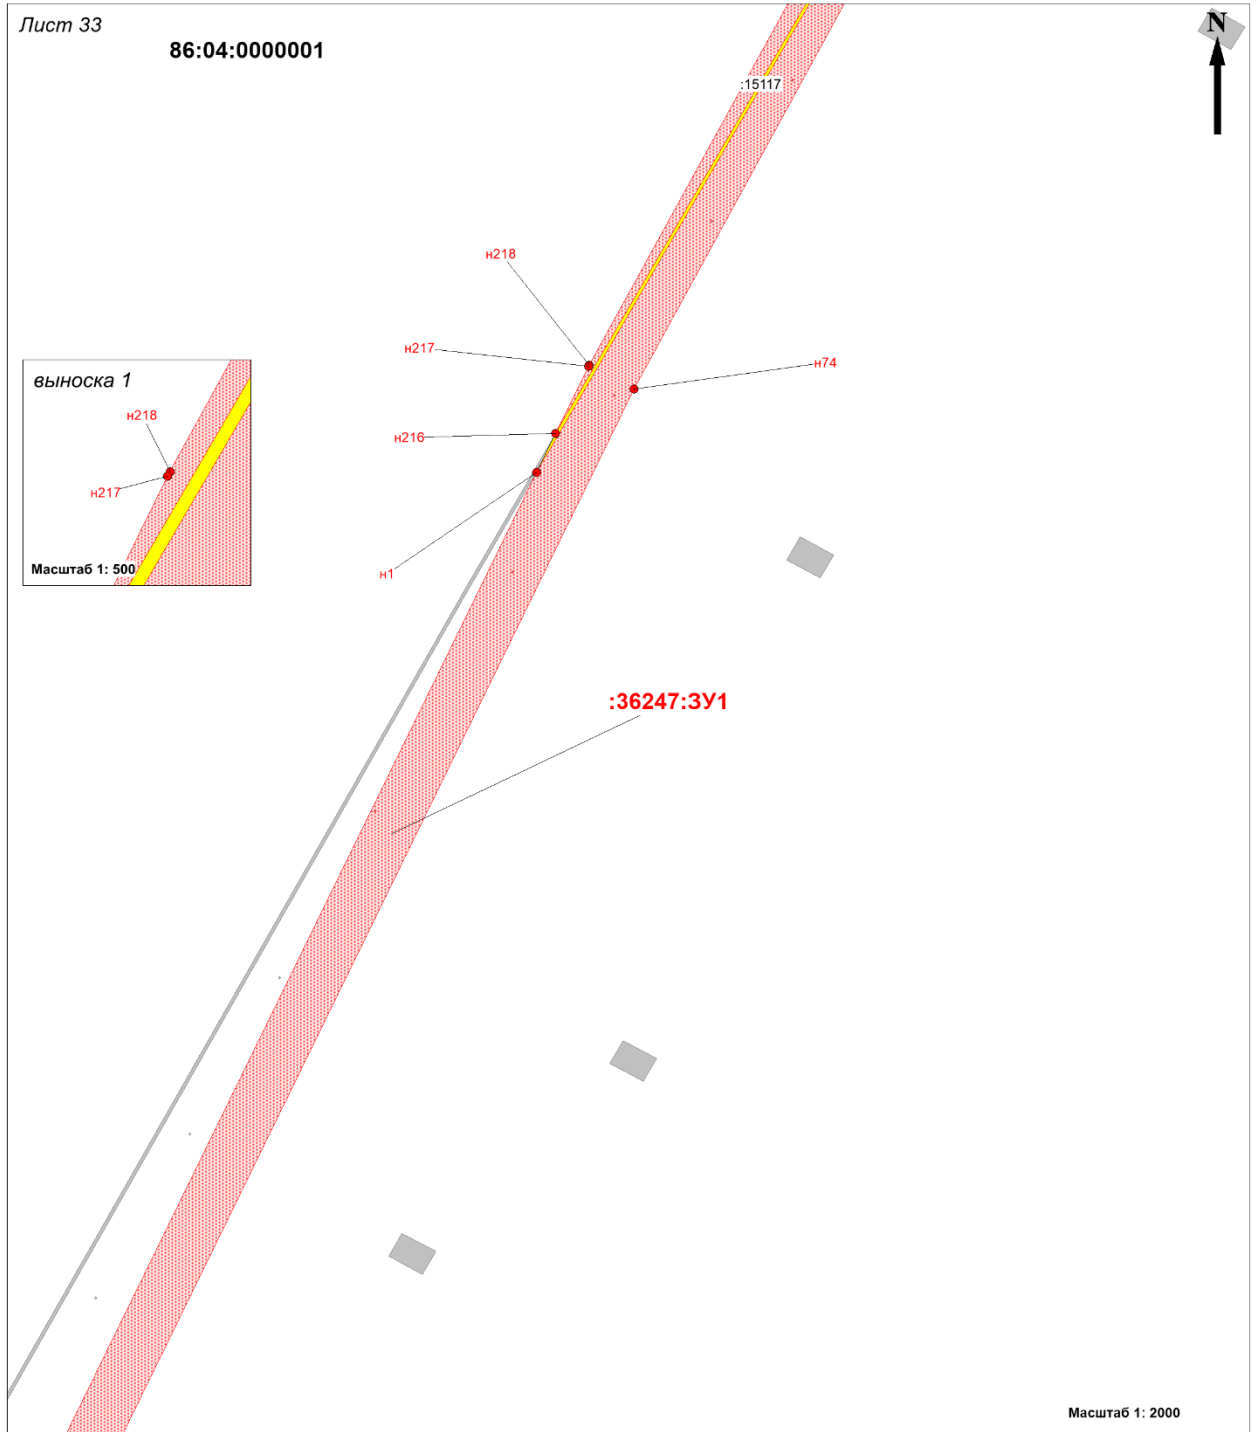 Лист 33
86:04:0000001
N
:15117
н218
н217
н74
н216
н1
выноска 1
н218
н217
Масштаб 1: 500
:36247:ЗУ1
Масштаб 1: 2000